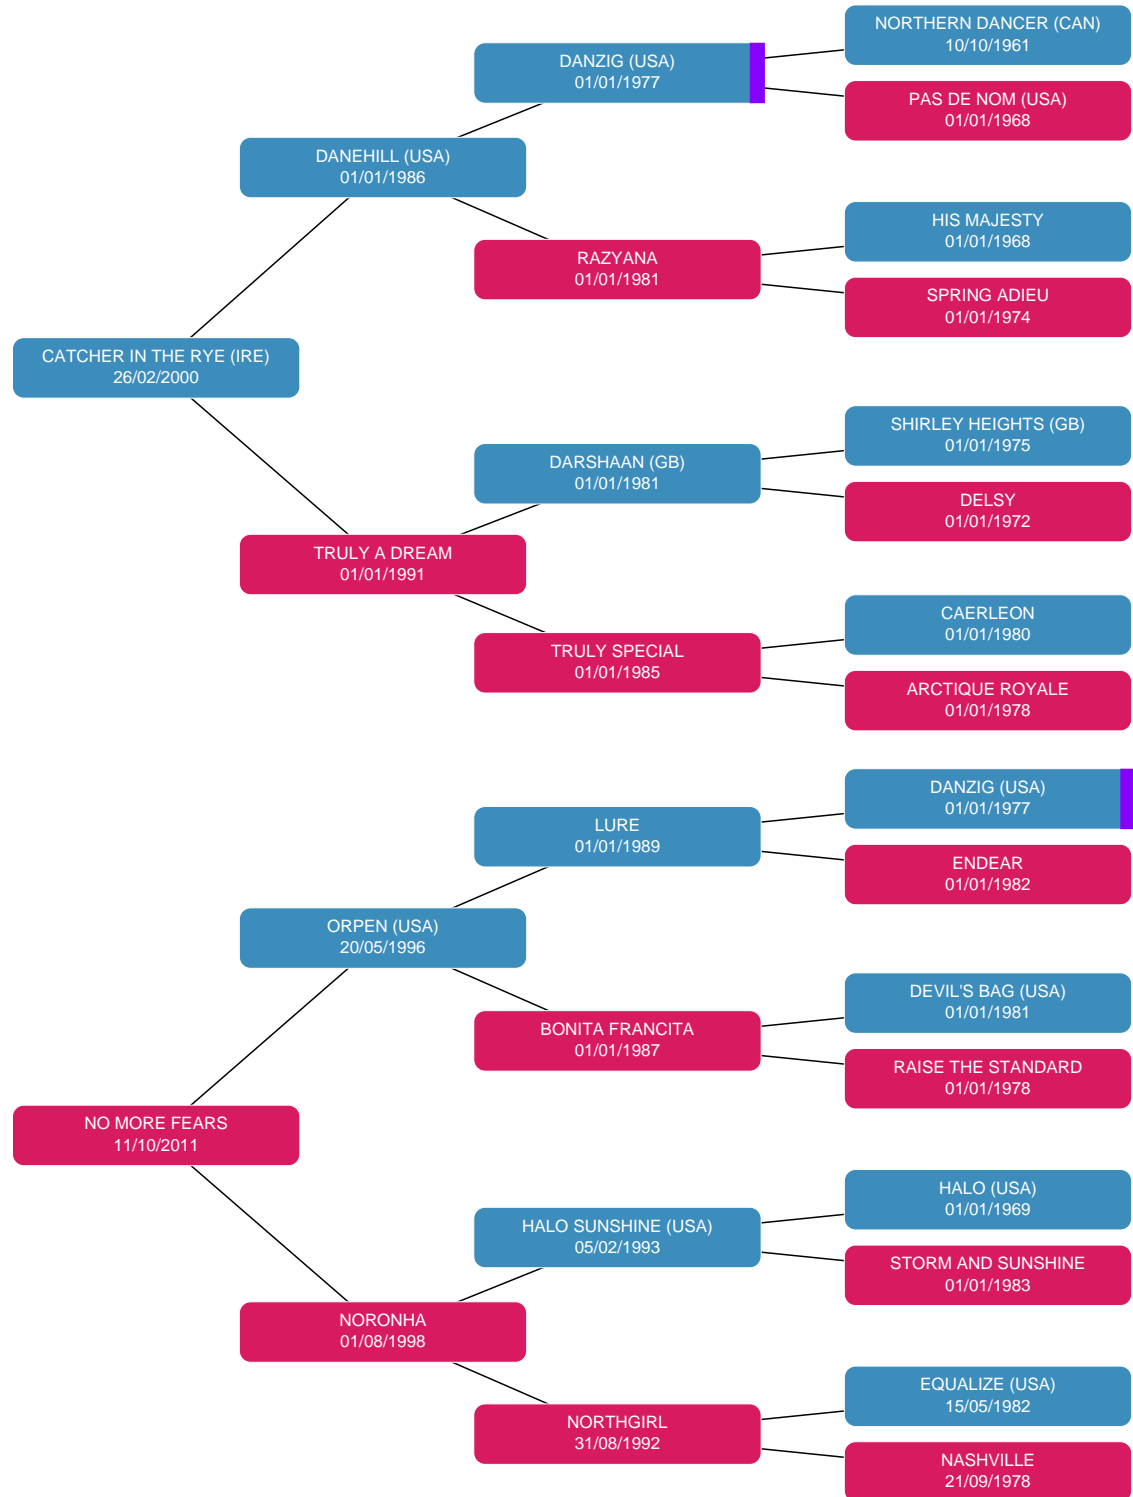 NORTHERN DANCER (CAN)
10/10/1961
DANZIG (USA)
01/01/1977
PAS DE NOM (USA)
01/01/1968
DANEHILL (USA)
01/01/1986
HIS MAJESTY
01/01/1968
RAZYANA
01/01/1981
SPRING ADIEU
01/01/1974
CATCHER IN THE RYE (IRE)
26/02/2000
SHIRLEY HEIGHTS (GB)
01/01/1975
DARSHAAN (GB)
01/01/1981
DELSY
01/01/1972
TRULY A DREAM
01/01/1991
CAERLEON
01/01/1980
TRULY SPECIAL
01/01/1985
ARCTIQUE ROYALE
01/01/1978
DANZIG (USA)
01/01/1977
LURE
01/01/1989
ENDEAR
01/01/1982
ORPEN (USA)
20/05/1996
DEVIL'S BAG (USA)
01/01/1981
BONITA FRANCITA
01/01/1987
RAISE THE STANDARD
01/01/1978
NO MORE FEARS
11/10/2011
HALO (USA)
01/01/1969
HALO SUNSHINE (USA)
05/02/1993
STORM AND SUNSHINE
01/01/1983
NORONHA
01/08/1998
EQUALIZE (USA)
15/05/1982
NORTHGIRL
31/08/1992
NASHVILLE
21/09/1978